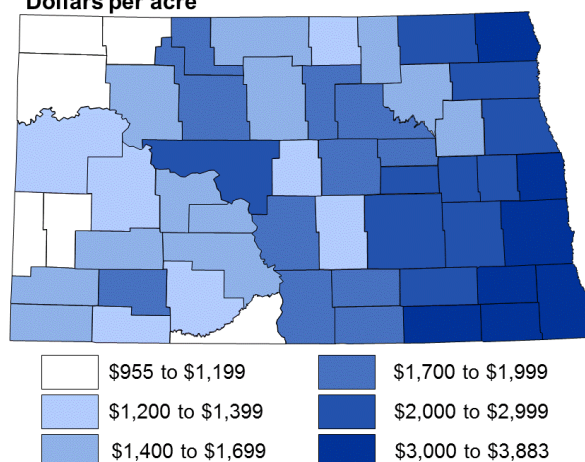 Dollars per acre
$955 to $1,199
$1,200 to $1,399
$1,400 to $1,699
$1,700 to $1,999
$2,000 to $2,999
$3,000 to $3,883